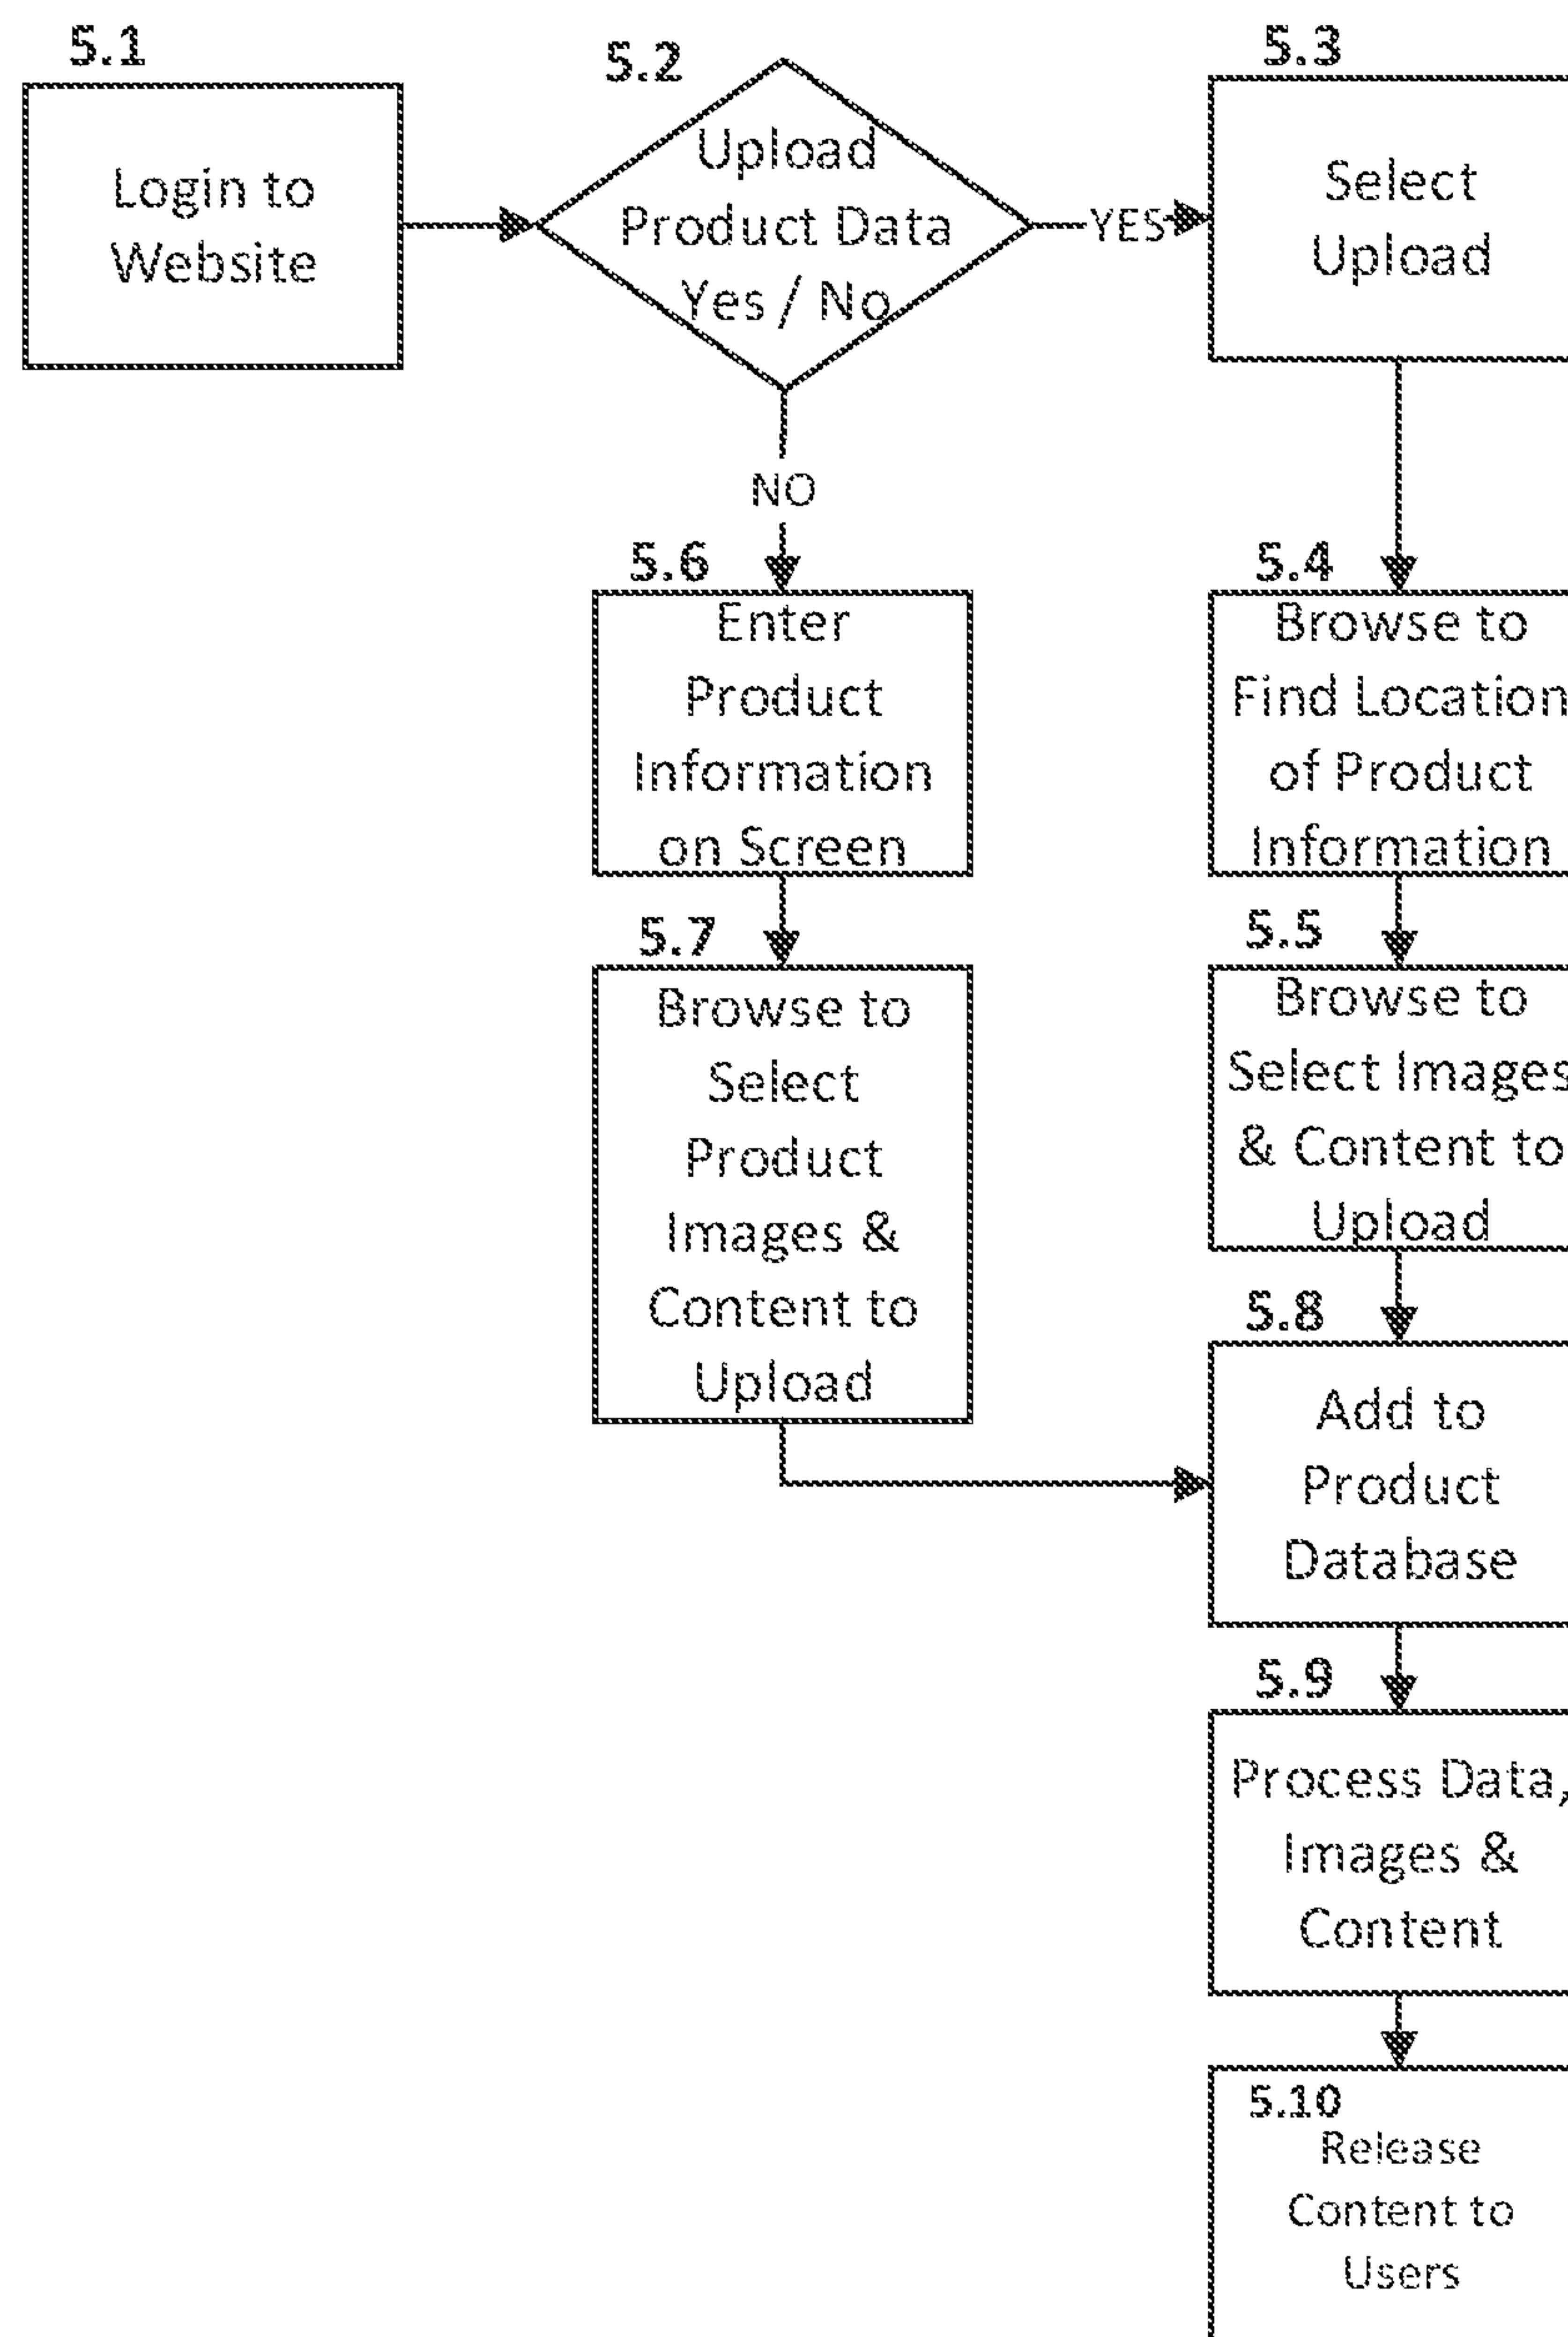 5.1
Login to
Website
5.2
Upload
Product Data
Yes / No
YES
5.3
Select
Upload
NO
5.6
Enter
Product
Information
on Screen
5.7
Browse to
Select
Product
Images &
Content to
Upload
5.4
Browse to
Find Location
of Product
Information
5.5
Browse to
Select Images
& Content to
Upload
5.8
Add to
Product
Database
5.9
Process Data,
Images &
Content
5.10
Release
Content to
Users